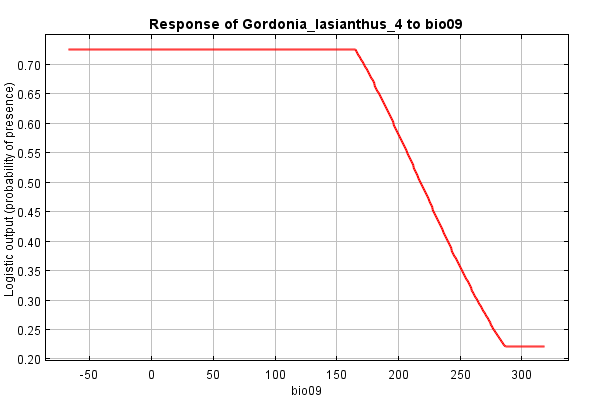 Response of Gordonia_lasianthus_4 to bio09
Logistic output (probability of presence)
0.70
0.65
0.60
0.55
0.50
0.45
0.40
0.35
0.30
0.25
0.20
-50 0 50 100 150 200 250 300
bio09